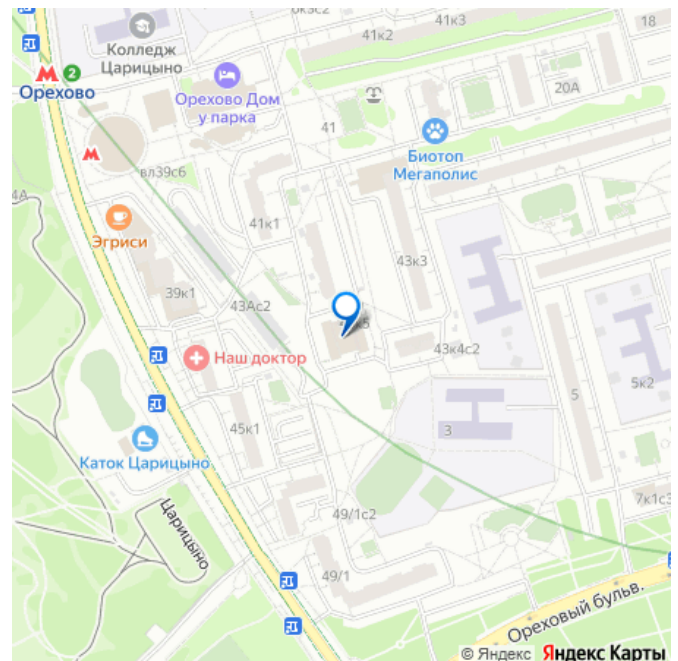 41к2
41к3
18
Колледж
Царицыно
М 2
Орехово
Орехово Дом
у парка
20А
41
Биотоп
Мегаполис
М
вл39с6
4А
Эгриси
41к1
43к3
39к1
43Ас2
43к4с2
Наш доктор
5
5к2
3
45к1
Каток Царицыно
Царицыно
49/1с2
7к1с3
49/1
Ореховый бульв.
© Яндекс Яндекс Карты